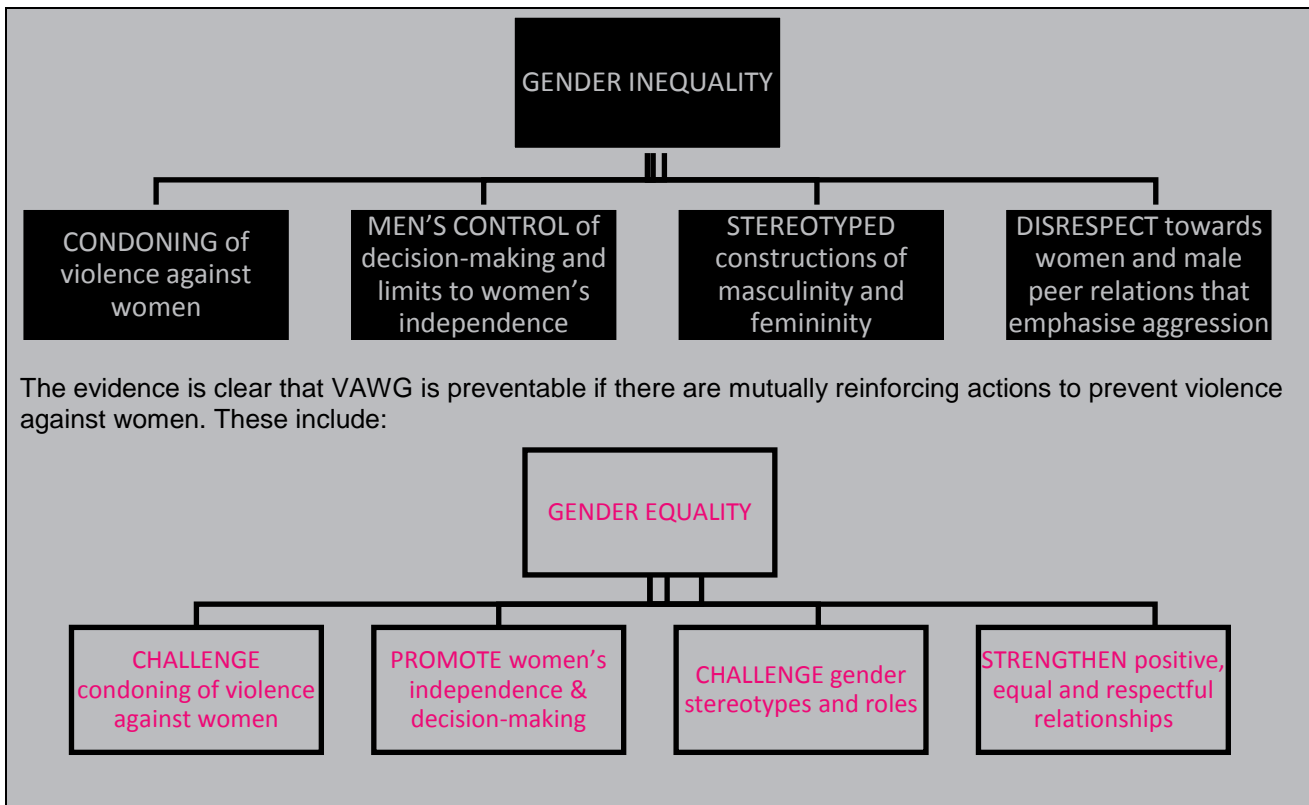 GENDER INEQUALITY
CONDONING of
violence against
women
MEN’S CONTROL of
decision-making and
limits to women’s
independence
STEREOTYPED
constructions of
masculinity and
femininity
DISRESPECT towards
women and male
peer relations that
emphasise aggression
The evidence is clear that VAWG is preventable if there are mutually reinforcing actions to prevent violence
against women. These include:
GENDER EQUALITY
CHALLENGE
condoning of violence
against women
PROMOTE women’s
independence &
decision-making
CHALLENGE gender
stereotypes and roles
STRENGTHEN positive,
equal and respectful
relationships